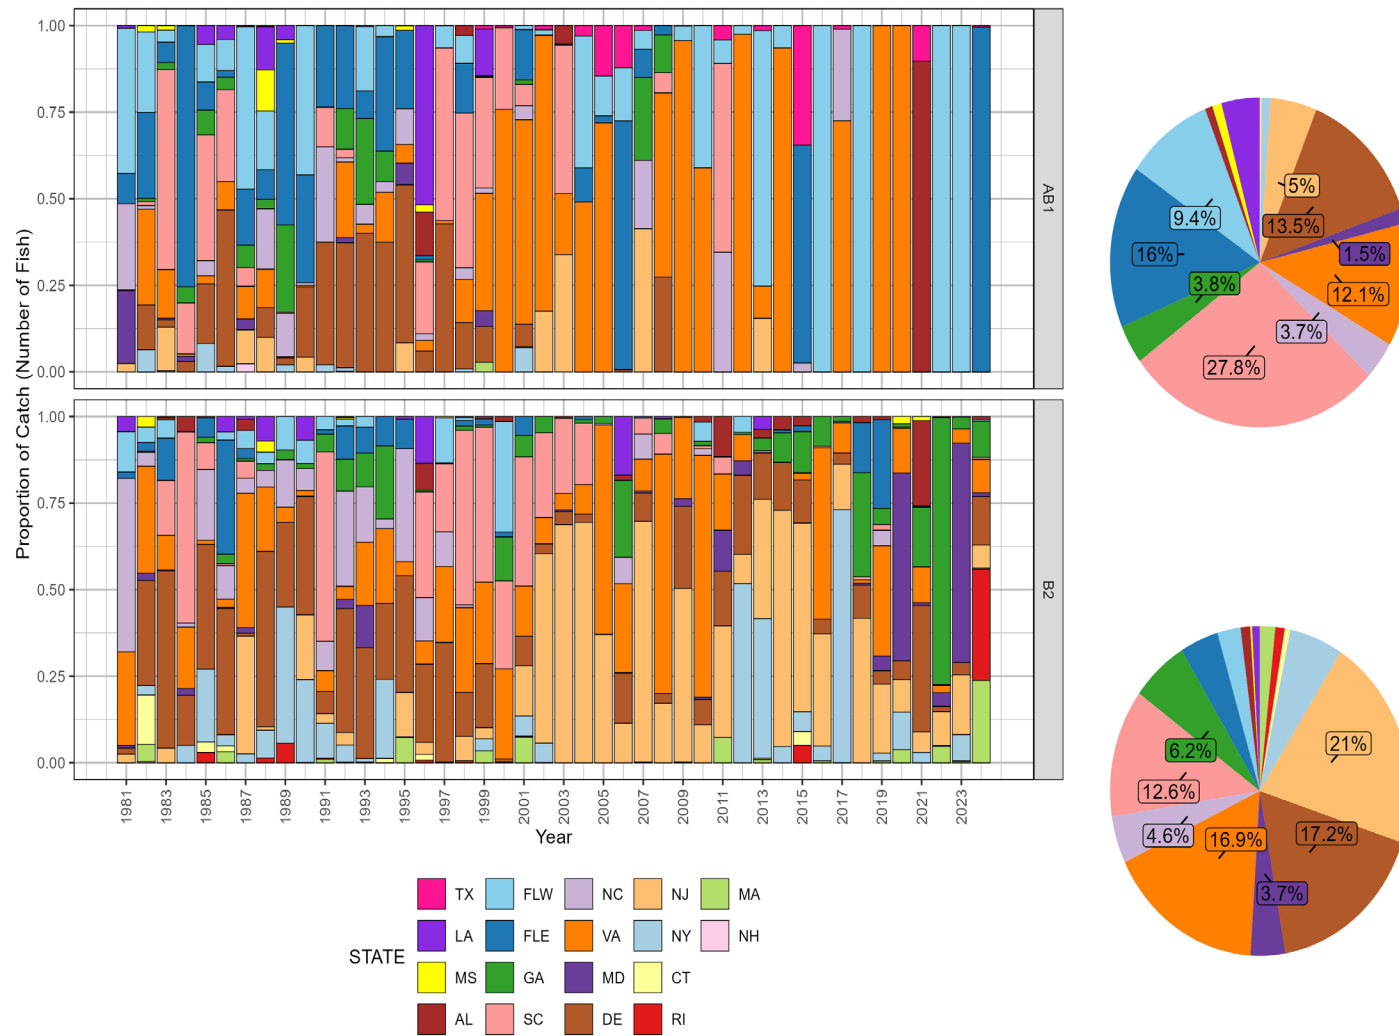 Proportion of Catch (Number of Fish)
1.00
0.75
0.50
0.25
0.00
AB1
1.00
0.75
0.50
0.25
0.00
B2
1981 1983 1985 1987 1989 1991 1993 1995 1997 1999 2001 2003 2005 2007 2009 2011 2013 2015 2017 2019 2021 2023
Year
5%
9.4%
13.5%
16%
1.5%
3.8%
12.1%
3.7%
27.8%
21%
6.2%
12.6%
4.6%
16.9%
17.2%
3.7%
STATE
TX FLW NC NJ MA
LA FLE VA NY NH
MS GA MD CT
AL SC DE RI